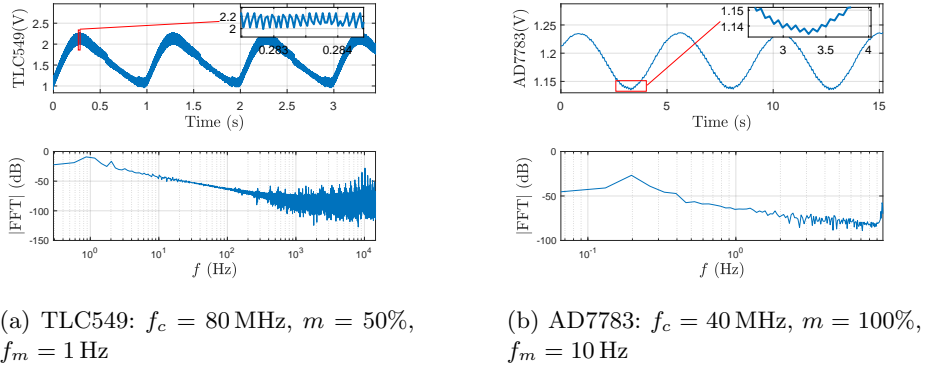 TLC549(V)
2.5
2
1.5
1
2.2
2
0.283
0.284
0 0.5 1 1.5 2 2.5 3
Time (s)
|FFT| (dB)
0
-50
-100
-150
10^0 10^1 10^2 10^3 10^4
f (Hz)
(a) TLC549: f_c = 80 MHz, m = 50%,
f_m = 1 Hz
AD7783(V)
1.25
1.2
1.15
1.15
1.14
3 3.5 4
0 5 10 15
Time (s)
|FFT| (dB)
0
-50
-100
10^-1 10^0
f (Hz)
(b) AD7783: f_c = 40 MHz, m = 100%,
f_m = 10 Hz